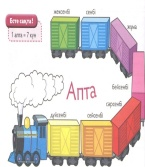 Есте сақта!
1 апта = 7 күн
жексенбі
сенбі
жұма
бейсенбі
Апта
сәрсенбі
дүйсенбі
сейсенбі